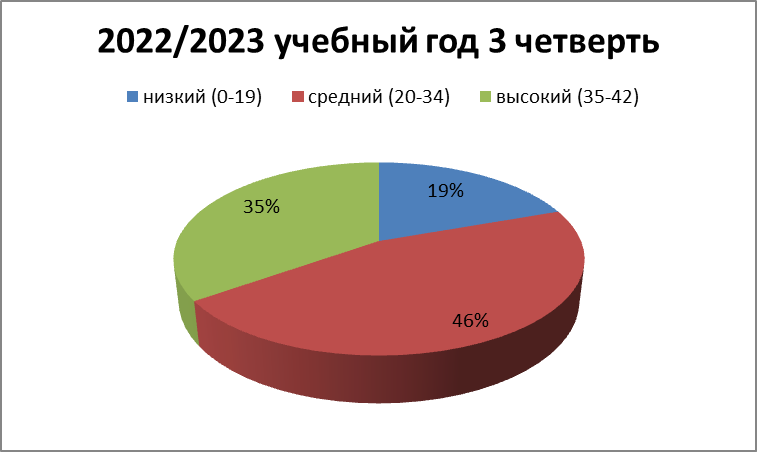 2022/2023 учебный год 3 четверть
низкий (0-19) средний (20-34) высокий (35-42)
19%
35%
46%